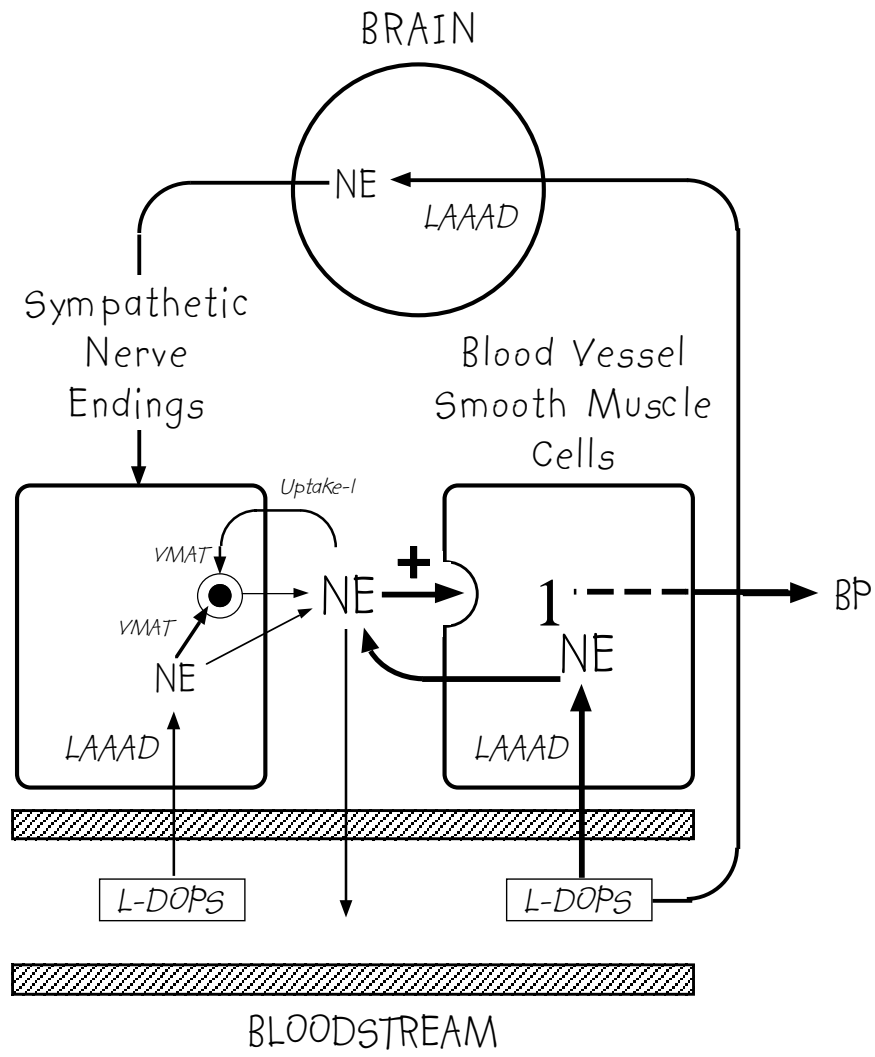 BRAIN
NE
LAAAD
Sympathetic
Nerve
Endings
Blood Vessel
Smooth Muscle
Cells
Uptake-1
VMAT
+
NE
1
BP
VMAT
NE
NE
LAAAD
LAAAD
L-DOPS
L-DOPS
BLOODSTREAM